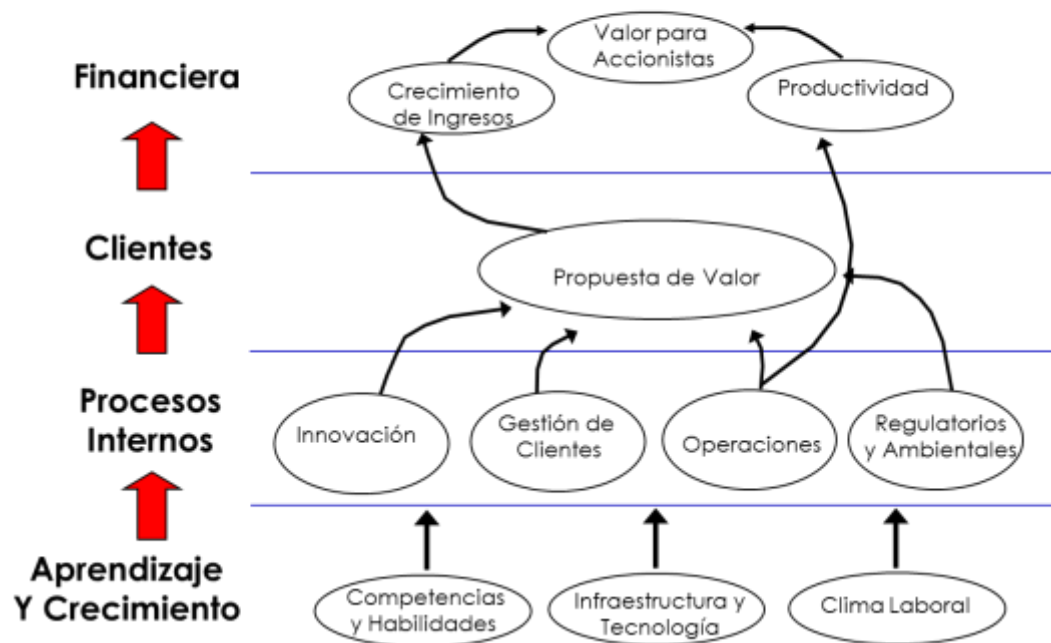 Financiera
Valor para
Accionistas
Crecimiento
de Ingresos
Productividad
Clientes
Propuesta de Valor
Procesos
Internos
Innovación
Gestión de
Clientes
Operaciones
Regulatorios
y Ambientales
Aprendizaje
Y Crecimiento
Competencias
y Habilidades
Infraestructura y
Tecnología
Clima Laboral